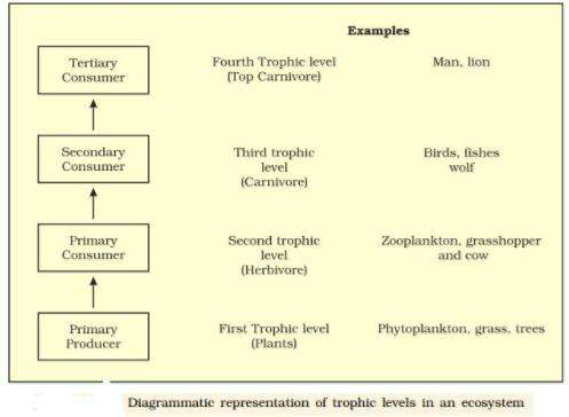 Examples
Tertiary
Consumer
Fourth Trophic level
(Top Carnivore)
Man, lion
Secondary
Consumer
Third trophic
level
(Carnivore)
Birds, fishes
wolf
Primary
Consumer
Second trophic
level
(Herbivore)
Zooplankton, grasshopper
and cow
Primary
Producer
First Trophic level
(Plants)
Phytoplankton, grass, trees
Diagrammatic representation of trophic levels in an ecosystem